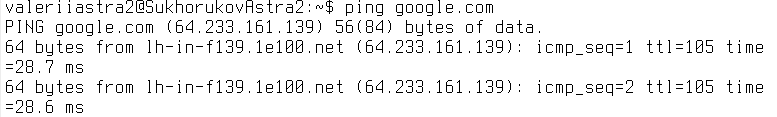 valeriiastra2@SukhorukovAstra2:~$ ping google.com
PING google.com (64.233.161.139) 56(84) bytes of data.
64 bytes from lh-in-f139.1e100.net (64.233.161.139): icmp_seq=1 ttl=105 time
=28.7 ms
64 bytes from lh-in-f139.1e100.net (64.233.161.139): icmp_seq=2 ttl=105 time
=28.6 ms